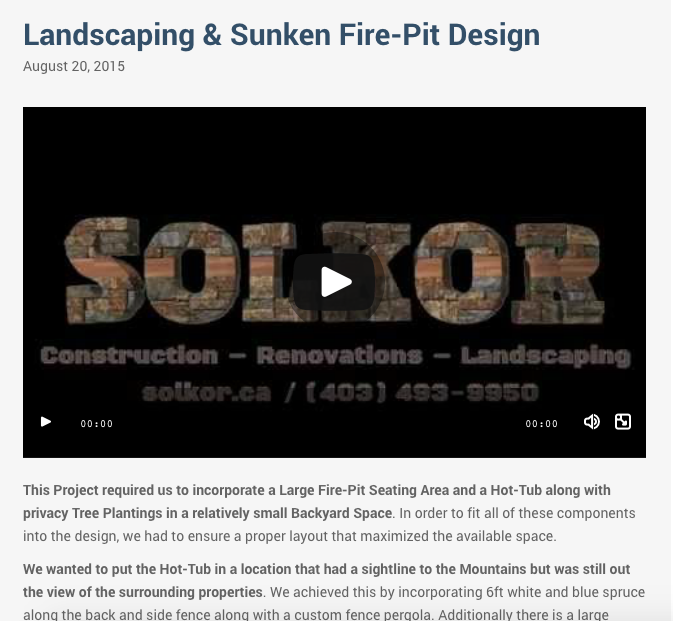 Landscaping & Sunken Fire-Pit Design
August 20, 2015
SOLKOR
Construction – Renovations – Landscaping
solkor.ca / (403) 493-9950
00:00 00:00
This Project required us to incorporate a Large Fire-Pit Seating Area and a Hot-Tub along with
privacy Tree Plantings in a relatively small Backyard Space. In order to fit all of these components
into the design, we had to ensure a proper layout that maximized the available space.
We wanted to put the Hot-Tub in a location that had a sightline to the Mountains but was still out
the view of the surrounding properties. We achieved this by incorporating 6ft white and blue spruce
along the back and side fence along with a custom fence pergola. Additionally there is a large